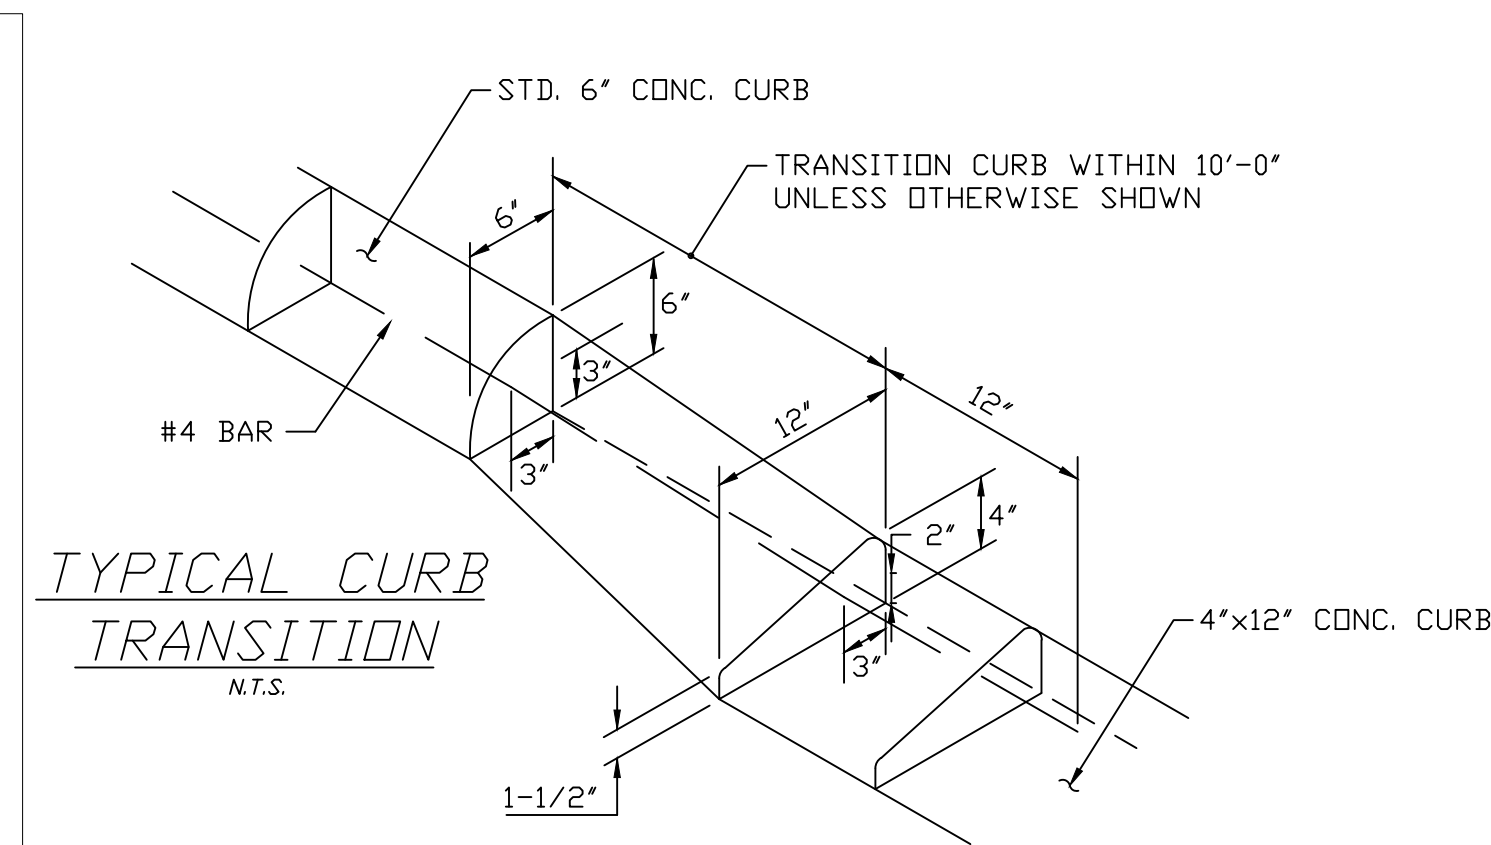 STD. 6" CONC. CURB
TRANSITION CURB WITHIN 10'-0"
UNLESS OTHERWISE SHOWN
6"
6"
3"
12"
12"
#4 BAR
3"
4"
2"
TYPICAL CURB
TRANSITION
N.T.S.
4"x12" CONC. CURB
3"
1-1/2"